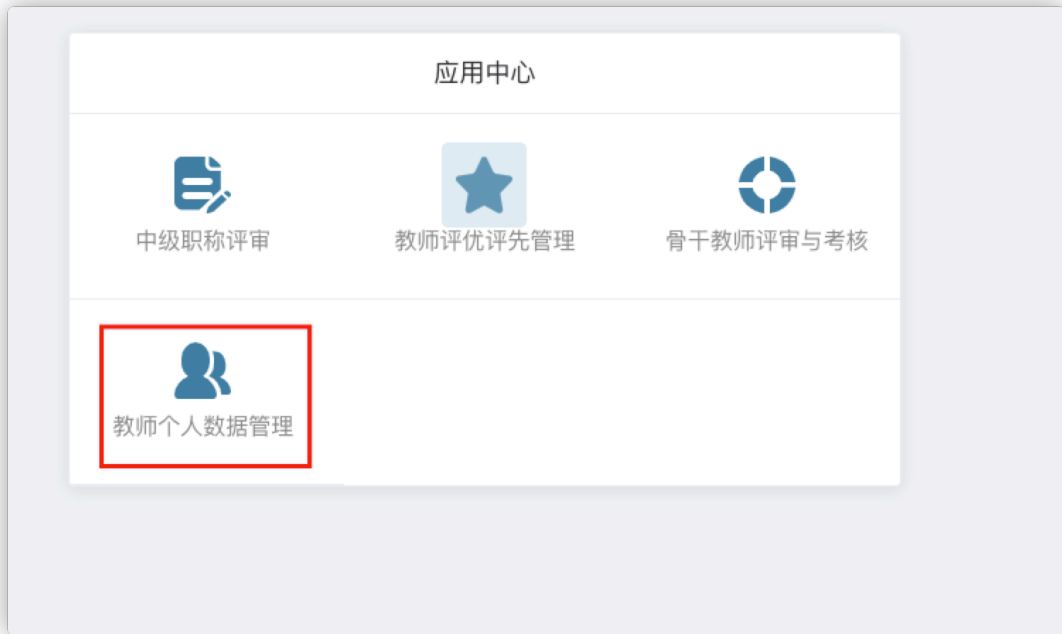 应用中心
中级职称评审
教师评优评先管理
骨干教师评审与考核
教师个人数据管理